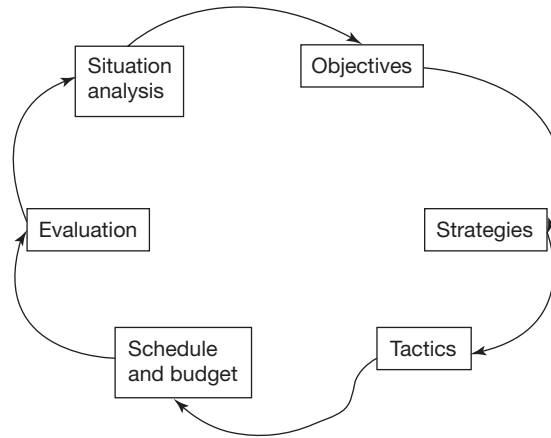 Situation
analysis
Objectives
Strategies
Tactics
Schedule
and budget
Evaluation